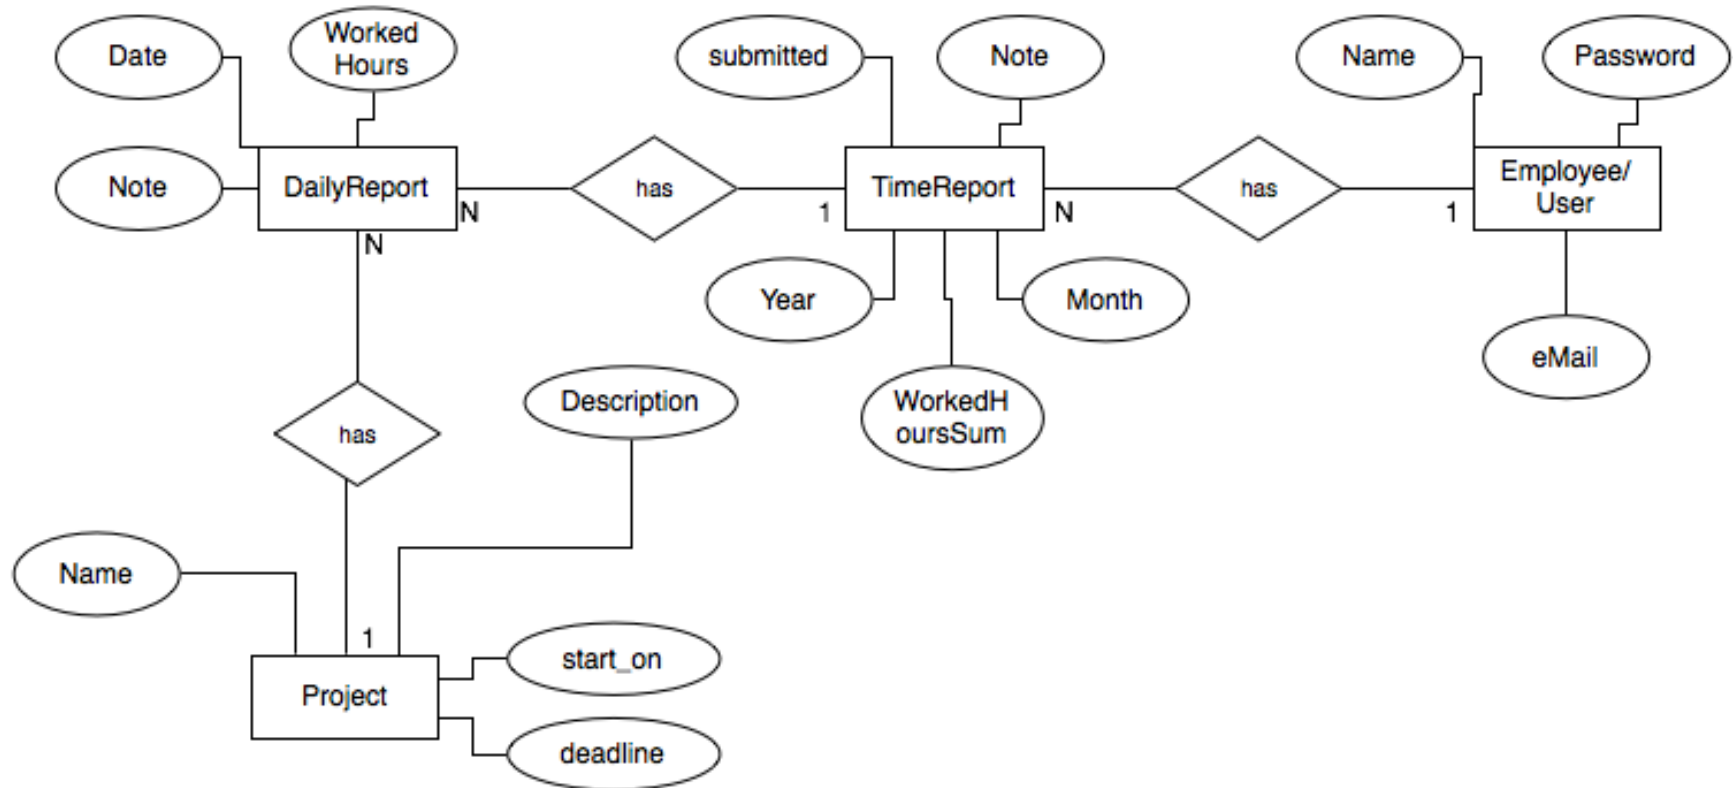 Date
Worked
Hours
submitted
Note
Name
Password
Note
DailyReport
has
TimeReport
has
Employee/
User
N
1
N
1
N
Year
Month
eMail
Description
WorkedH
oursSum
has
Name
1
start_on
Project
deadline